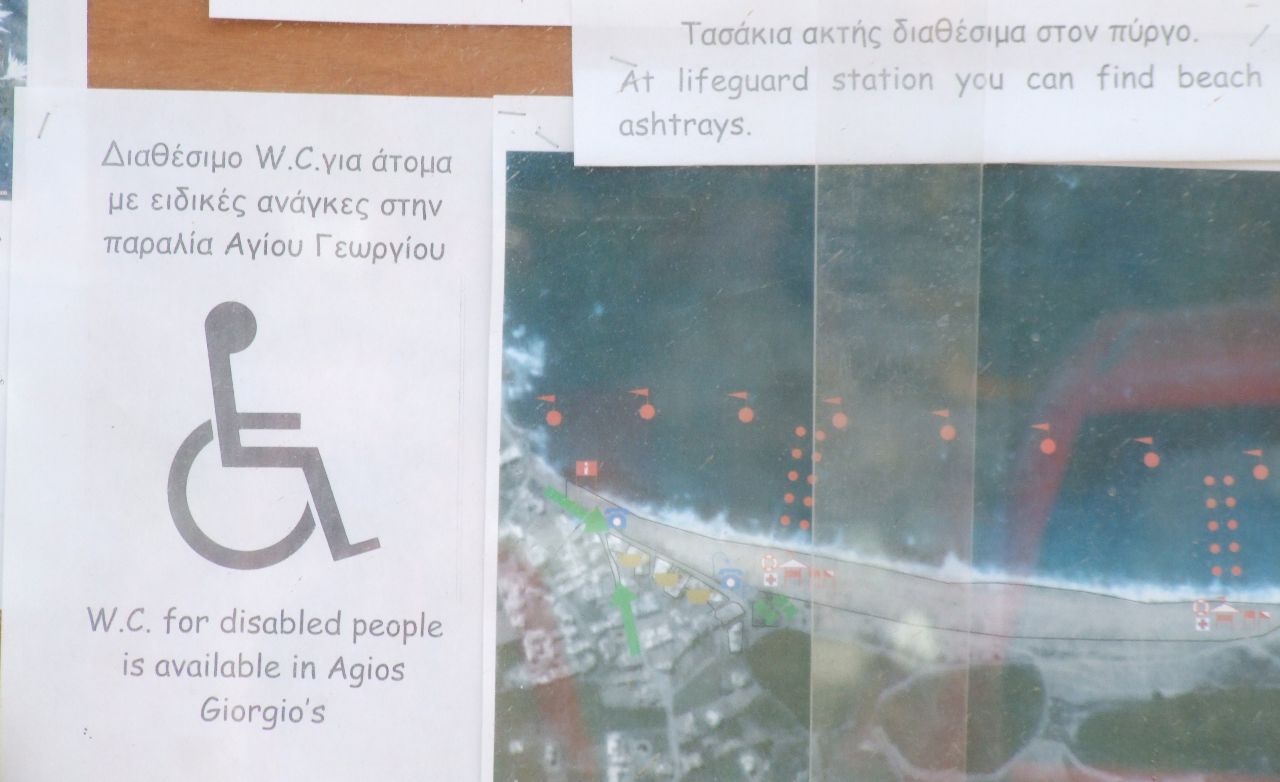 Τασάκια ακτής διαθέσιμα στον πύργο.
At lifeguard station you can find beach
ashtrays.
Διαθέσιμο W.C.για άτομα
με ειδικές ανάγκες στην
παραλία Αγίου Γεωργίου
W.C. for disabled people
is available in Agios
Giorgio's
i